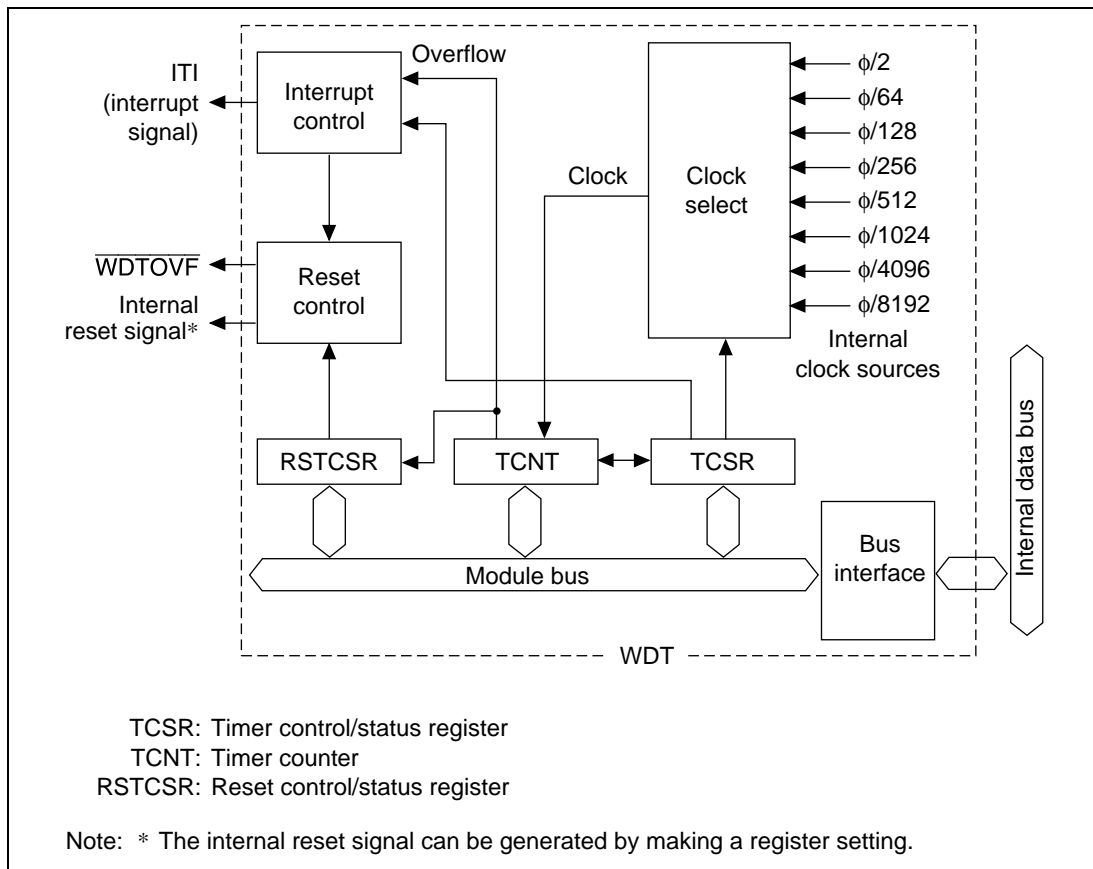 ITI
(interrupt
signal)
Interrupt
control
Overflow
Clock
select
Clock
ϕ/2
ϕ/64
ϕ/128
ϕ/256
ϕ/512
ϕ/1024
ϕ/4096
ϕ/8192
Internal
clock sources
WDTOVF
Internal
reset signal*
Reset
control
RSTCSR
TCNT
TCSR
Module bus
Bus
interface
Internal data bus
WDT
TCSR: Timer control/status register
TCNT: Timer counter
RSTCSR: Reset control/status register
Note: * The internal reset signal can be generated by making a register setting.